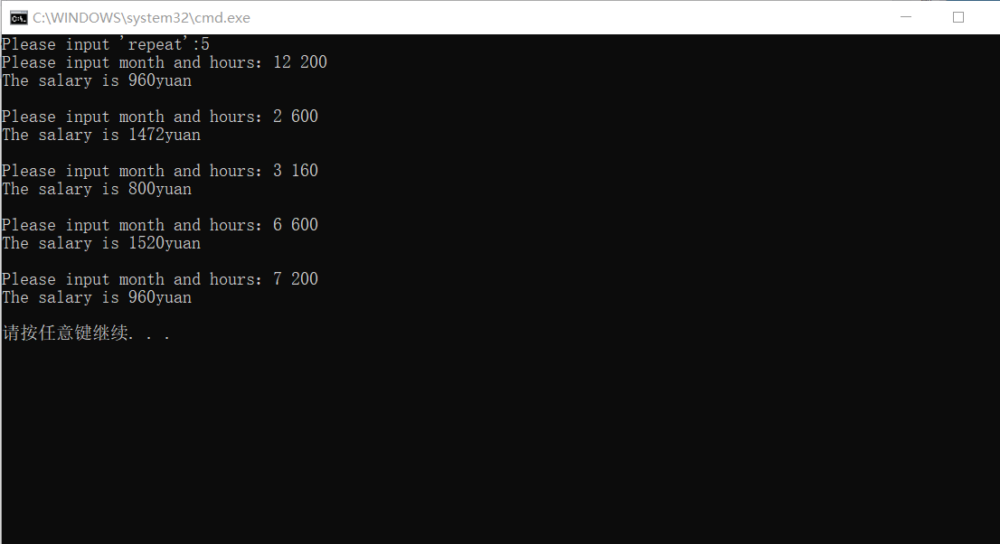 C:\WINDOWS\system32\cmd.exe
Please input 'repeat':5
Please input month and hours: 12 200
The salary is 960yuan
Please input month and hours: 2 600
The salary is 1472yuan
Please input month and hours: 3 160
The salary is 800yuan
Please input month and hours: 6 600
The salary is 1520yuan
Please input month and hours: 7 200
The salary is 960yuan
请按任意键继续. . .